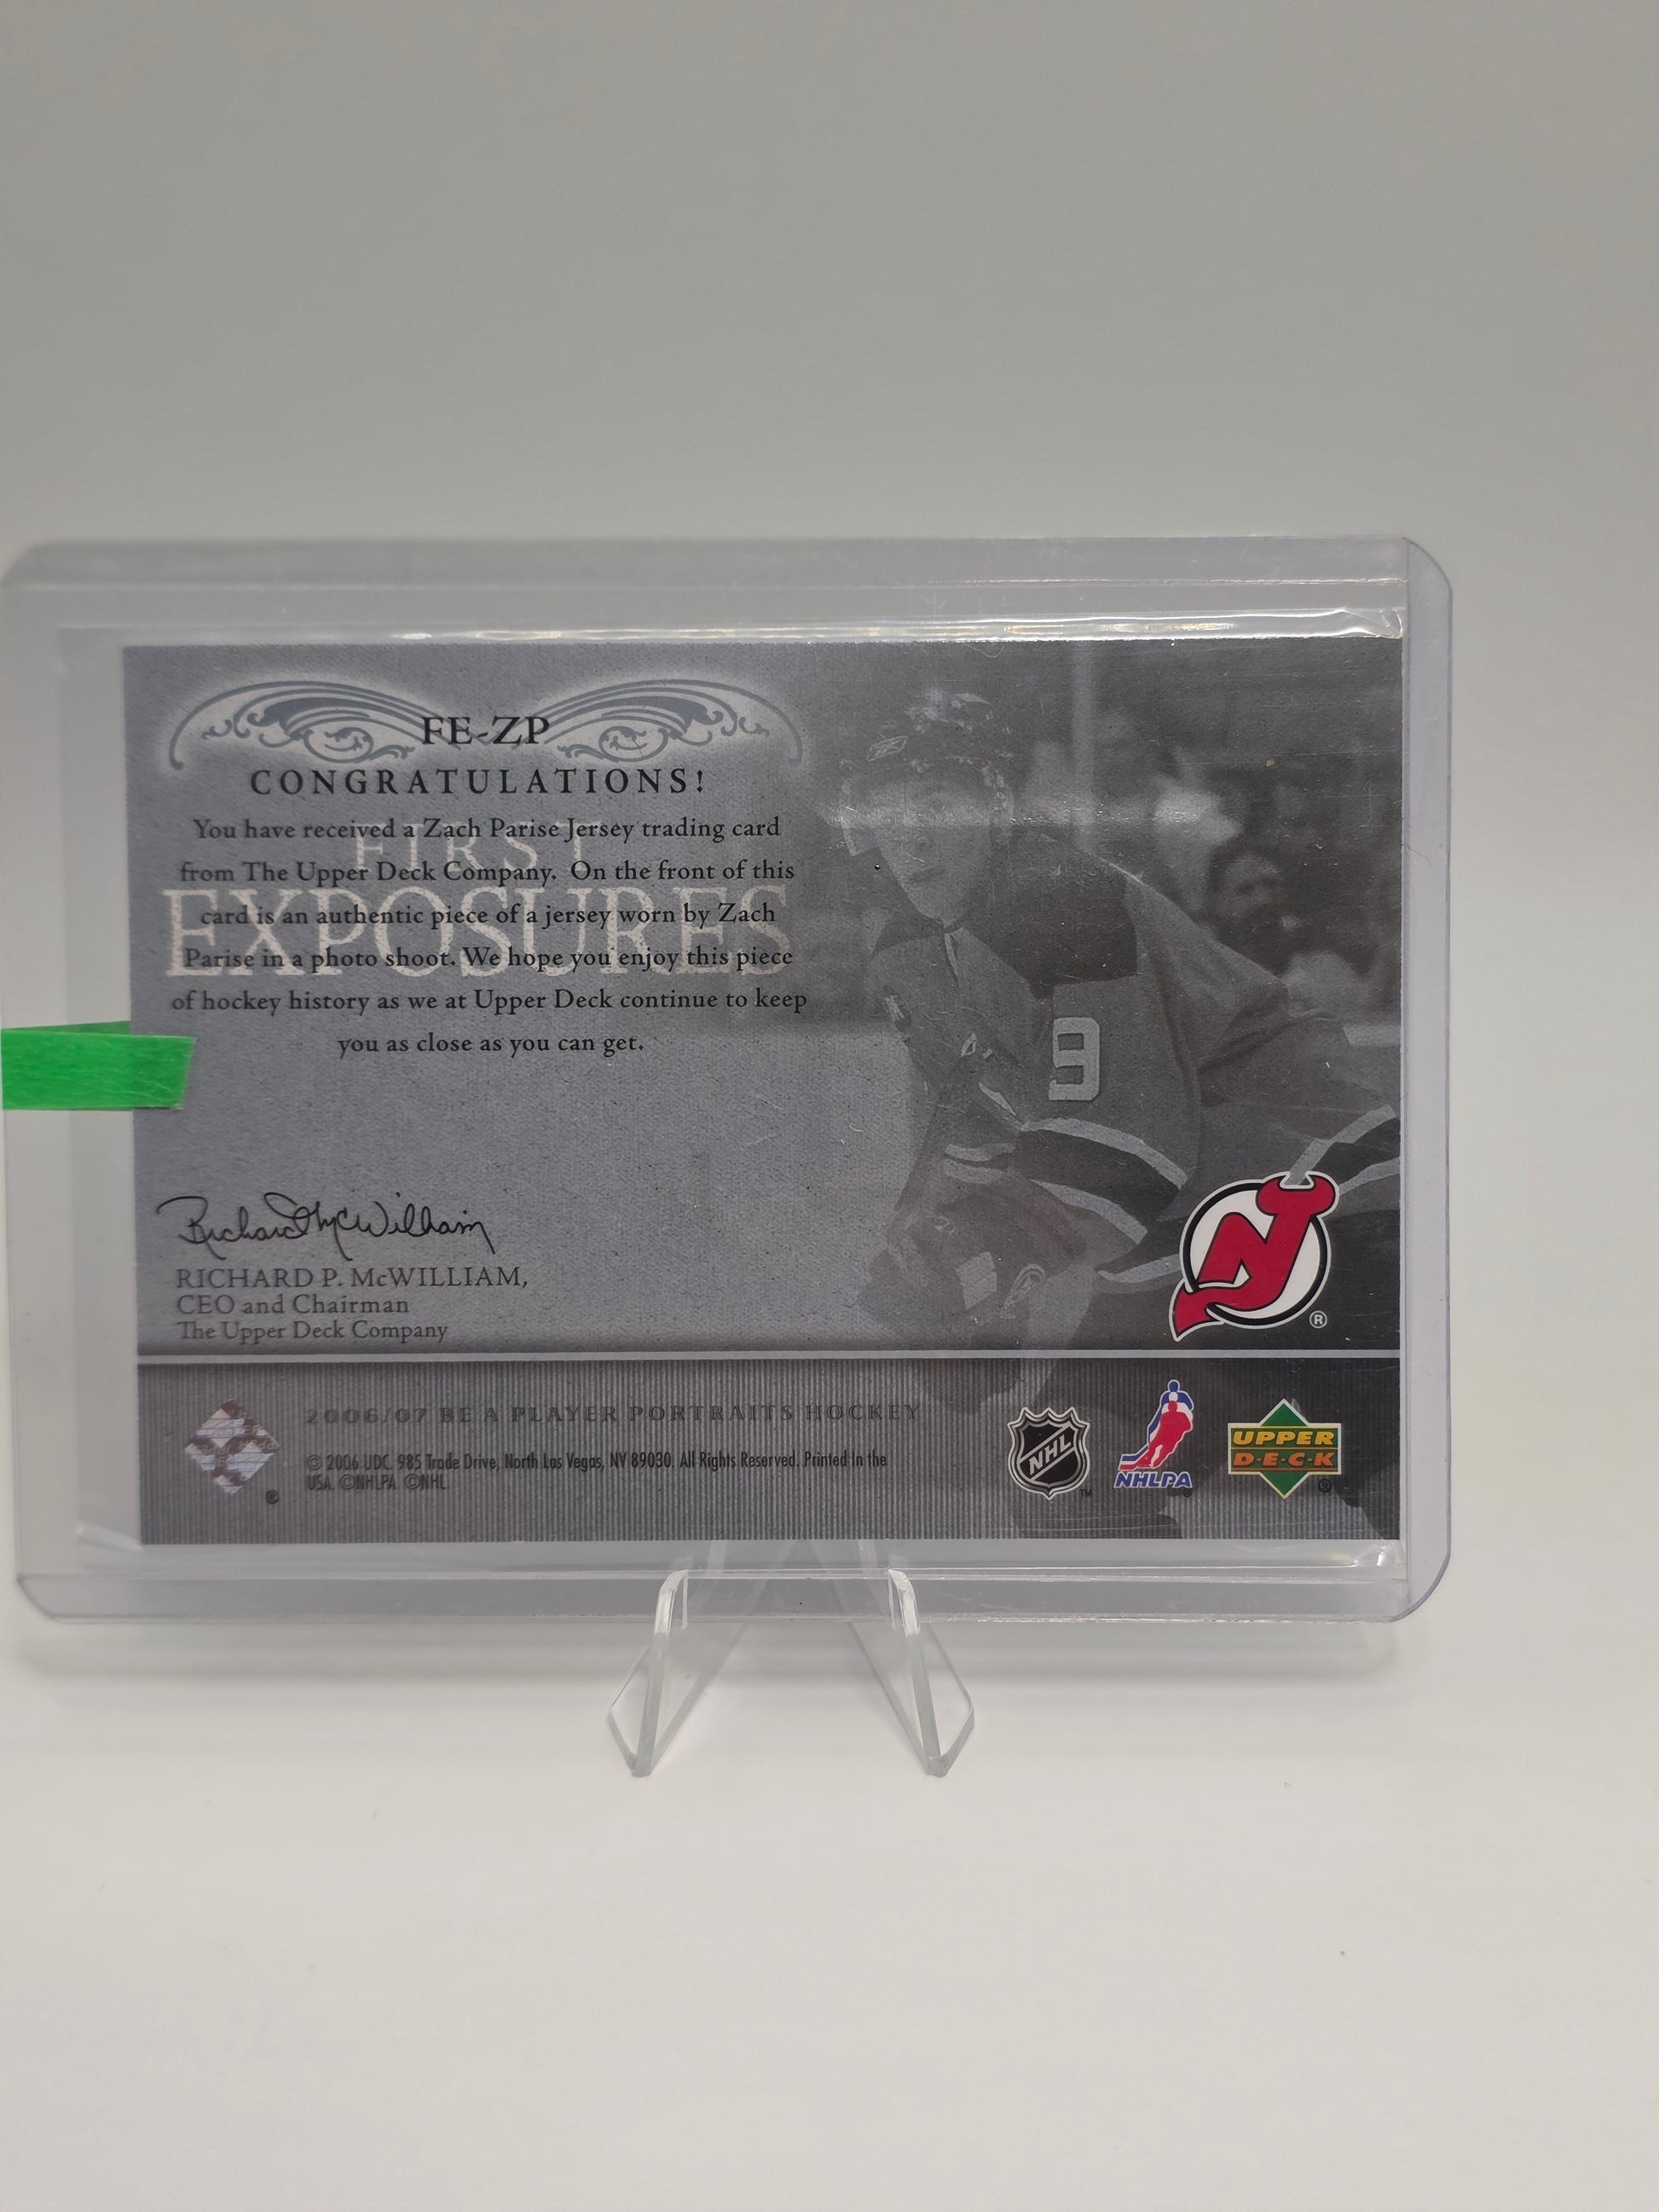 FE-ZP
CONGRATULATIONS!
FIRST
EXPOSURES
You have received a Zach Parise Jersey trading card
from The Upper Deck Company. On the front of this
card is an authentic piece of a jersey worn by Zach
Parise in a photo shoot. We hope you enjoy this piece
of hockey history as we at Upper Deck continue to keep
you as close as you can get.
9
Richard McWilliam
RICHARD P. McWILLIAM,
CEO and Chairman
The Upper Deck Company
NJ ®
2006/07 BE A PLAYER PORTRAITS HOCKEY
© 2006 UDC, 985 Trade Drive, North Las Vegas, NV 89030. All Rights Reserved. Printed in the
USA. ©NHLPA. ©NHL
®
NHL ™
NHLPA
UPPER
D·E·C·K ®